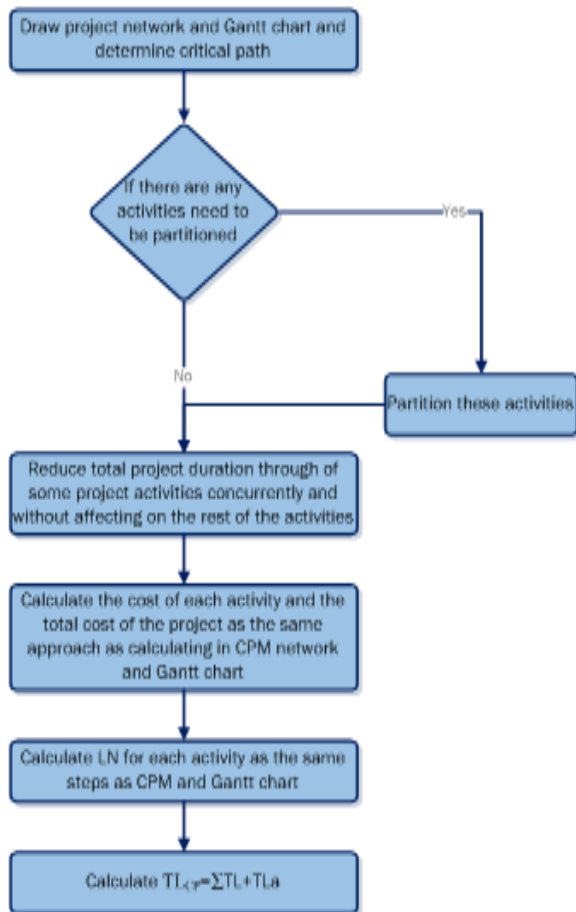 Draw project network and Gantt chart and
determine critical path
If there are any
activities need to
be partitioned
Yes
No
Partition these activities
Reduce total project duration through of
some project activities concurrently and
without affecting on the rest of the activities
Calculate the cost of each activity and the
total cost of the project as the same
approach as calculating in CPM network
and Gantt chart
Calculate LN for each activity as the same
steps as CPM and Gantt chart
Calculate =∑TL+TLa